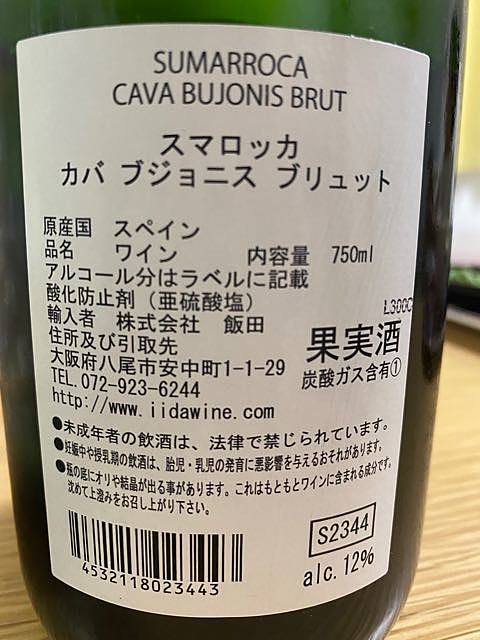 SUMARROCA
CAVA BUJONIS BRUT
スマロッカ
カバ ブジョニス ブリュット
原産国 スペイン
品名 ワイン 内容量 750ml
アルコール分はラベルに記載
酸化防止剤（亜硫酸塩）
輸入者 株式会社 飯田
住所及び引取先
大阪府八尾市安中町1-1-29
TEL.072-923-6244
http://www.iidawine.com
L300C
果実酒
炭酸ガス含有①
●未成年者の飲酒は、法律で禁じられています。
●妊娠中や授乳期の飲酒は、胎児・乳児の発育に悪影響を与えるおそれがあります。
●瓶の底にオリや結晶が出る事があります。これはもともとワインに含まれる成分です。
沈めて上澄みをお召し上がり下さい。
4532118023443
S2344
alc.12%